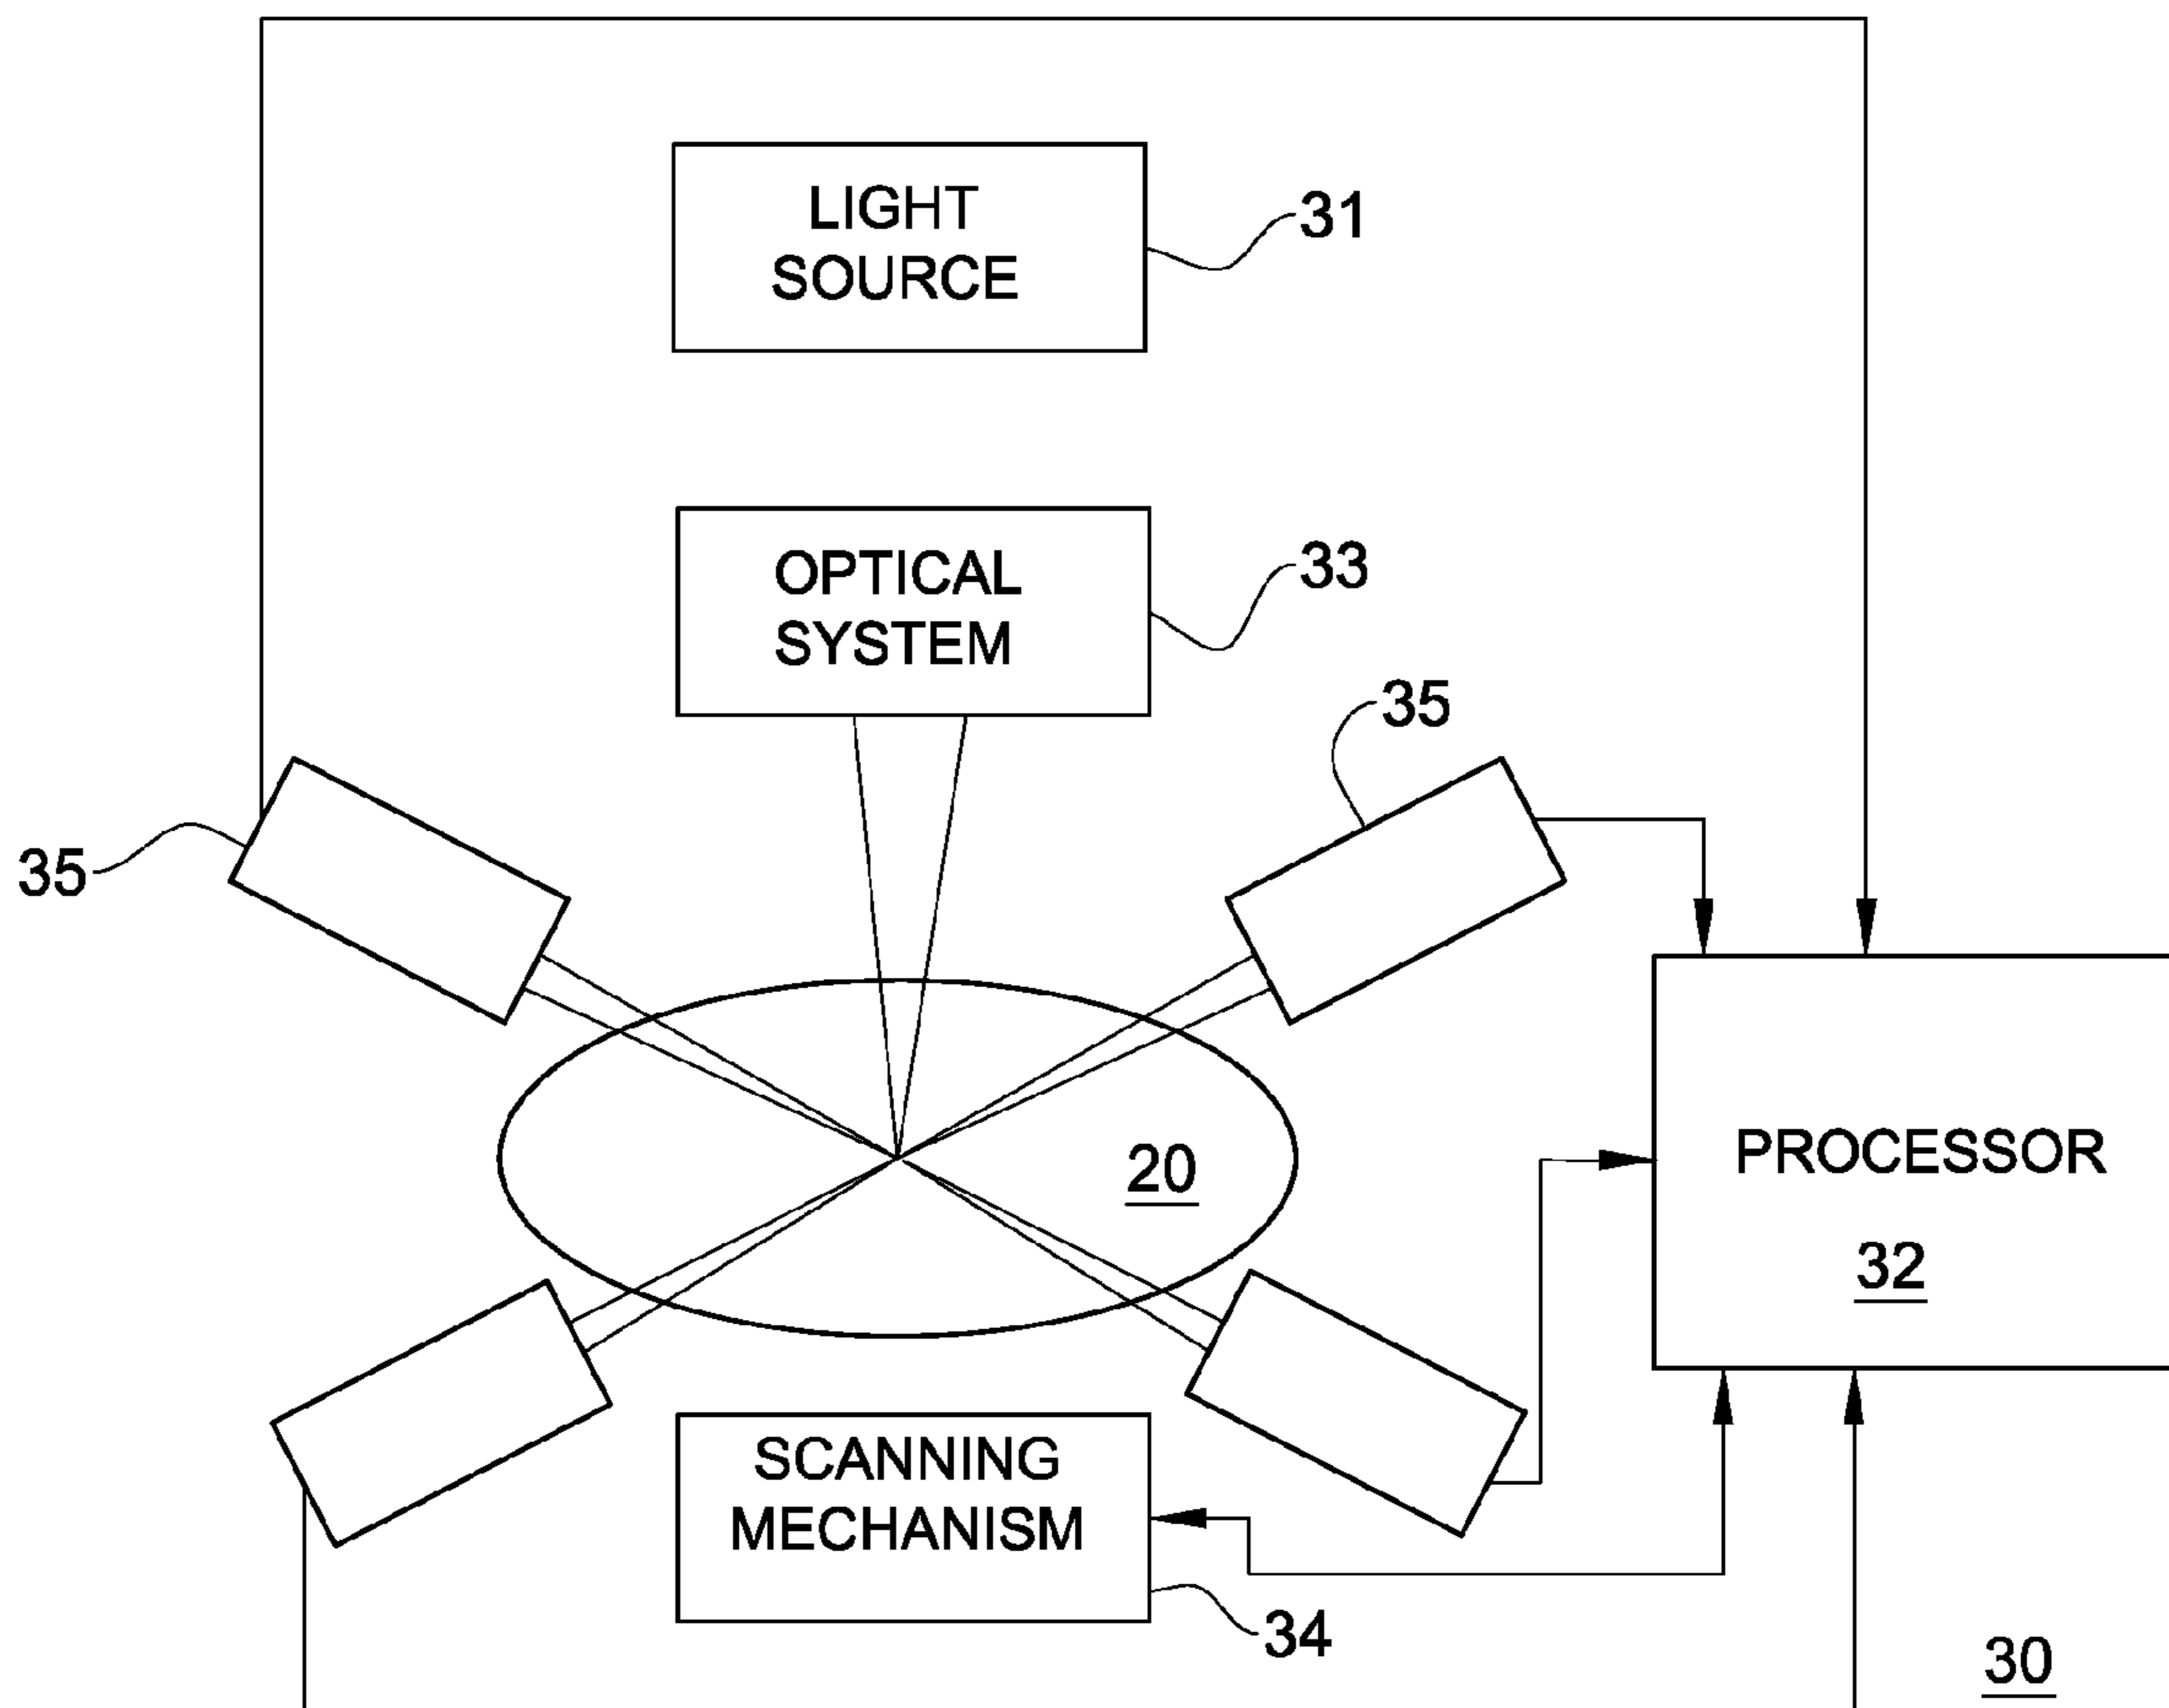 LIGHT
SOURCE
31
OPTICAL
SYSTEM
33
35
35
20
PROCESSOR
32
SCANNING
MECHANISM
34
30